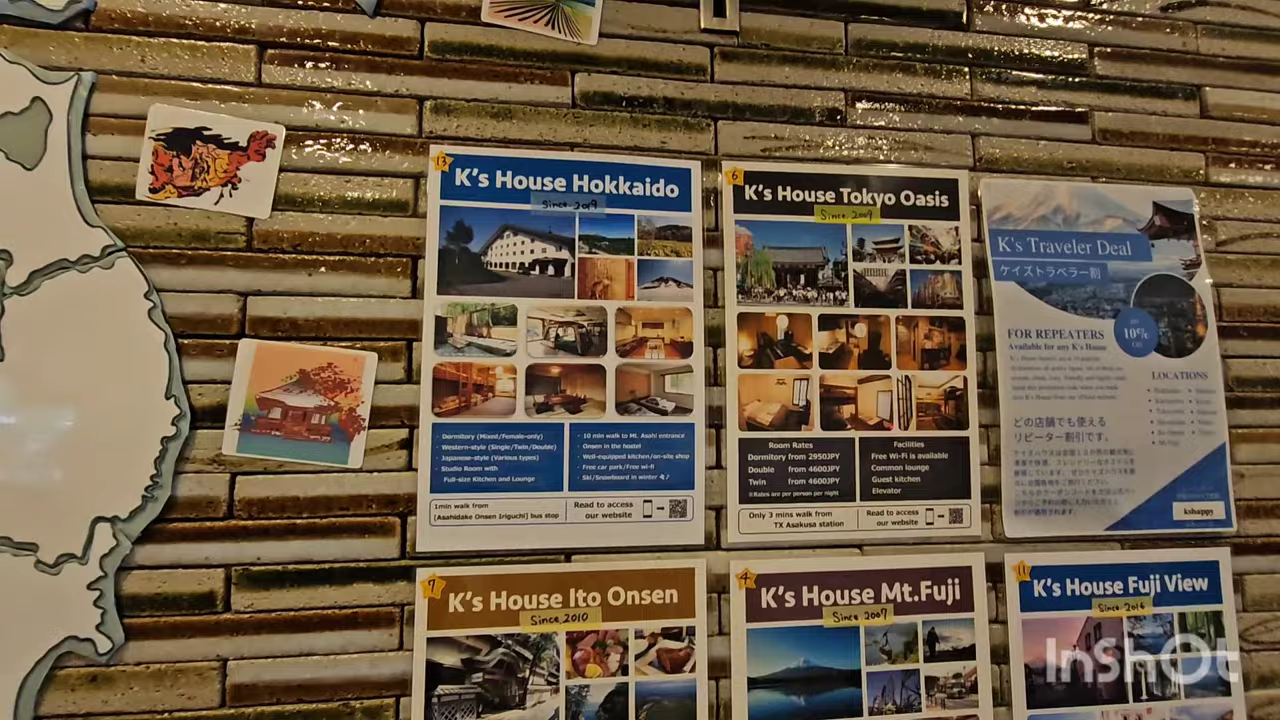 13
K's House Hokkaido
Since 2019
Dormitory (Mixed/Female-only)
Western-style (Single/Twin/Double)
Japanese-style (Various types)
Studio Room with
Full-size Kitchen and Lounge
10 min walk to Mt. Asahi entrance
Onsen in the hostel
Well-equipped kitchen/on-site shop
Free car park/Free wi-fi
Ski/Snowboard in winter
1min walk from
[Asahidake Onsen Iriguchi] bus stop
Read to access
our website
6
K's House Tokyo Oasis
Since 2009
Room Rates
Dormitory from 2950JPY
Double from 4600JPY
Twin from 4600JPY
※Rates are per person per night
Facilities
Free Wi-Fi is available
Common lounge
Guest kitchen
Elevator
Only 3 mins walk from
TX Asakusa station
Read to access
our website
K's Traveler Deal
ケイズトラベラー割
10%
FOR REPEATERS
Available for any K's House
LOCATIONS
どの店舗でも使える
リピーター割引です。
kshappy
7
K's House Ito Onsen
Since 2010
4
K's House Mt.Fuji
Since 2007
11
K's House Fuji View
Since 2016
InShOt